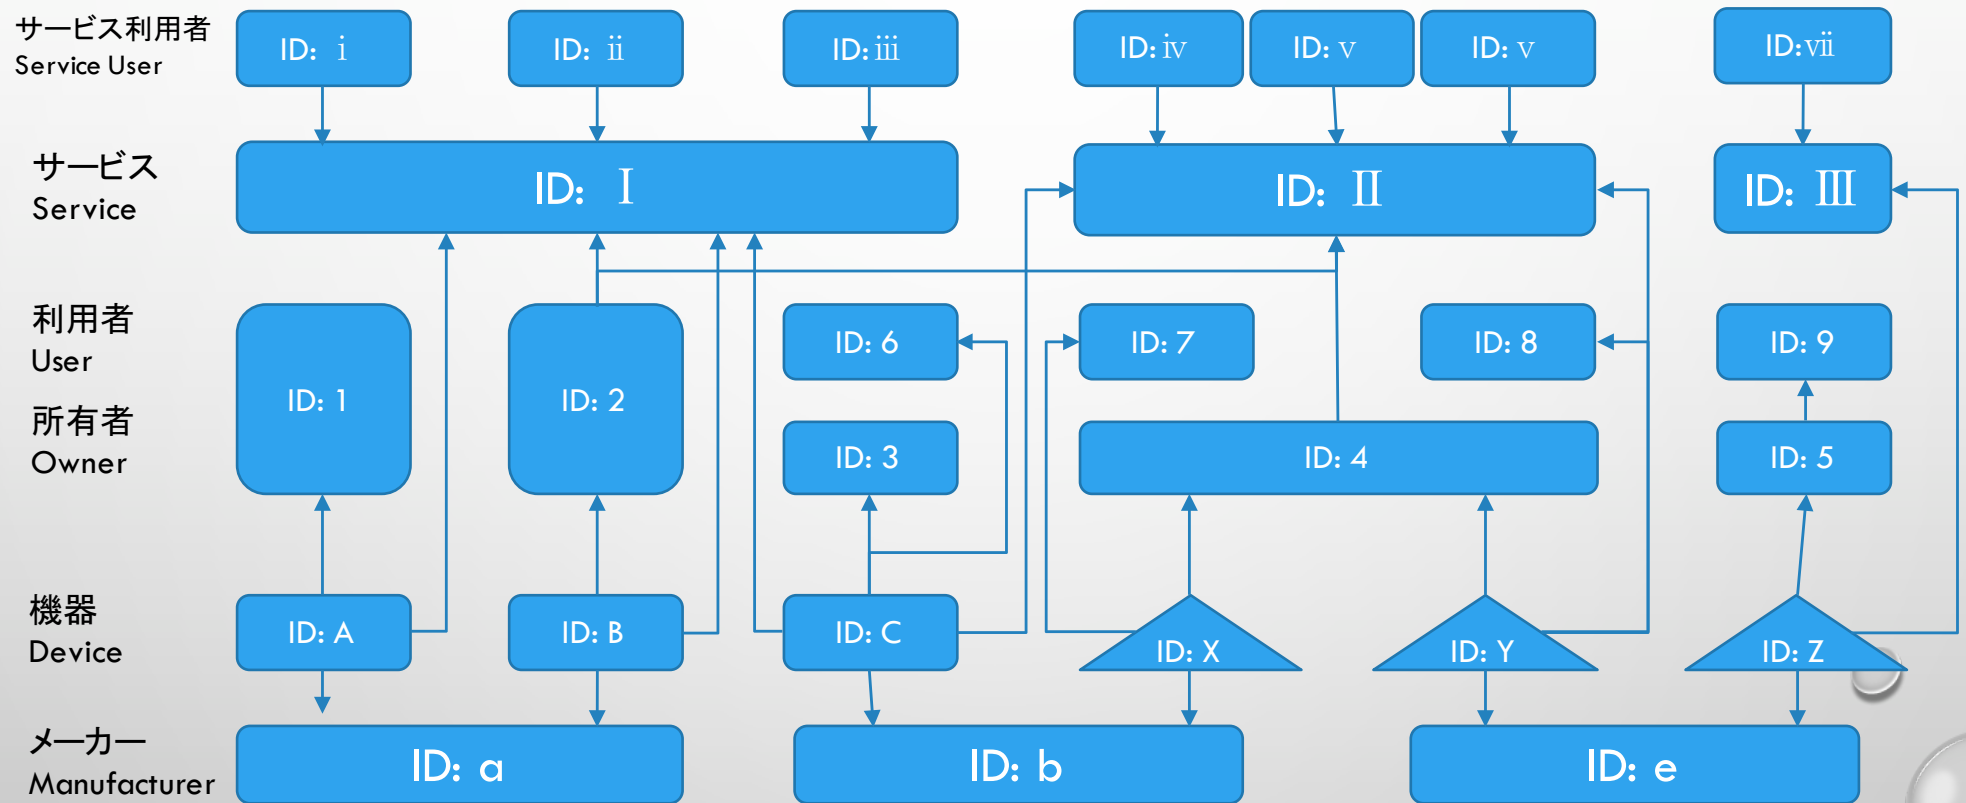 サービス利用者
Service User
ID: ⅰ
ID: ⅱ
ID: ⅲ
ID: ⅳ
ID: ⅴ
ID: ⅴ
ID: ⅶ
サービス
Service
ID: Ⅰ
ID: Ⅱ
ID: Ⅲ
利用者
User
ID: 6
ID: 7
ID: 8
ID: 9
ID: 1
ID: 2
所有者
Owner
ID: 3
ID: 4
ID: 5
機器
Device
ID: A
ID: B
ID: C
ID: X
ID: Y
ID: Z
メーカー
Manufacturer
ID: a
ID: b
ID: e